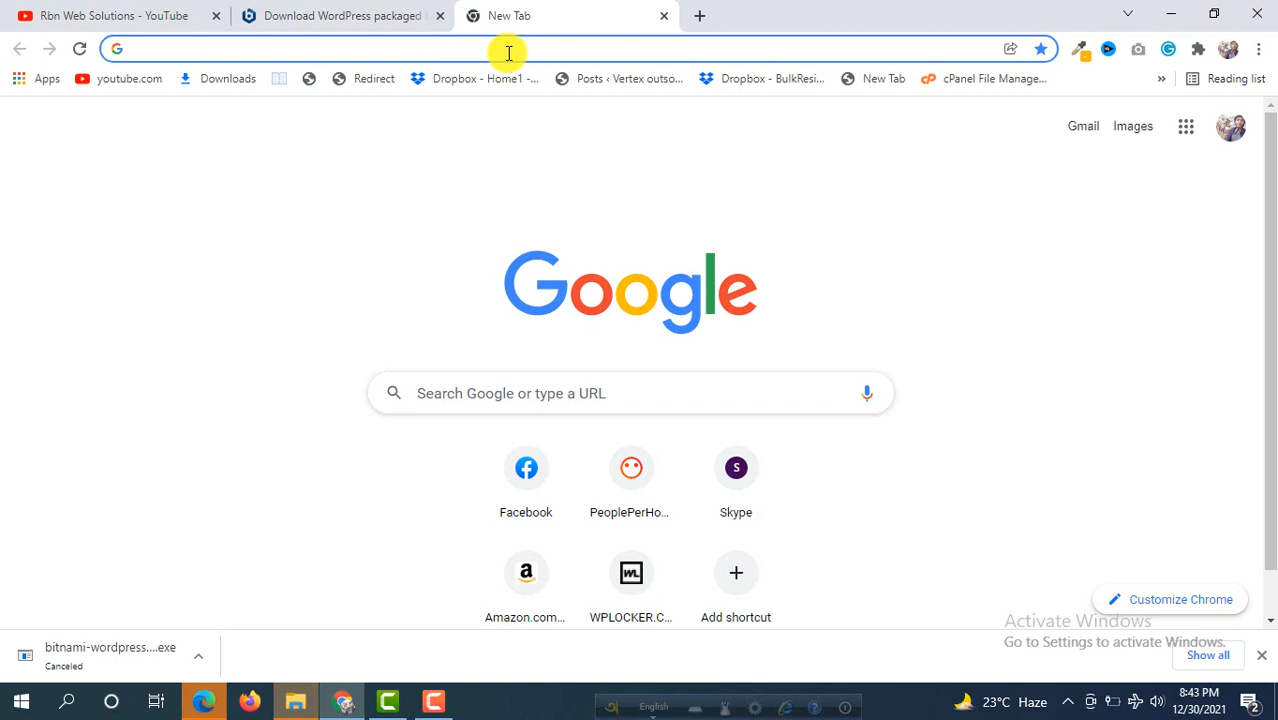 Rbn Web Solutions - YouTube
Download WordPress packaged
New Tab
Apps
youtube.com
Downloads
Redirect
Dropbox - Home1 -...
Posts ‹ Vertex outso...
Dropbox - BulkResi...
New Tab
cPanel File Manage...
»
Reading list
Gmail
Images
Google
Search Google or type a URL
S
Facebook
PeoplePerHo...
Skype
a
WL
Amazon.com...
WPLOCKER.C...
Add shortcut
Customize Chrome
Activate Windows
Go to Settings to activate Windows.
bitnami-wordpress....exe
Canceled
Show all
English
23°C Haze
8:43 PM
12/30/2021
2